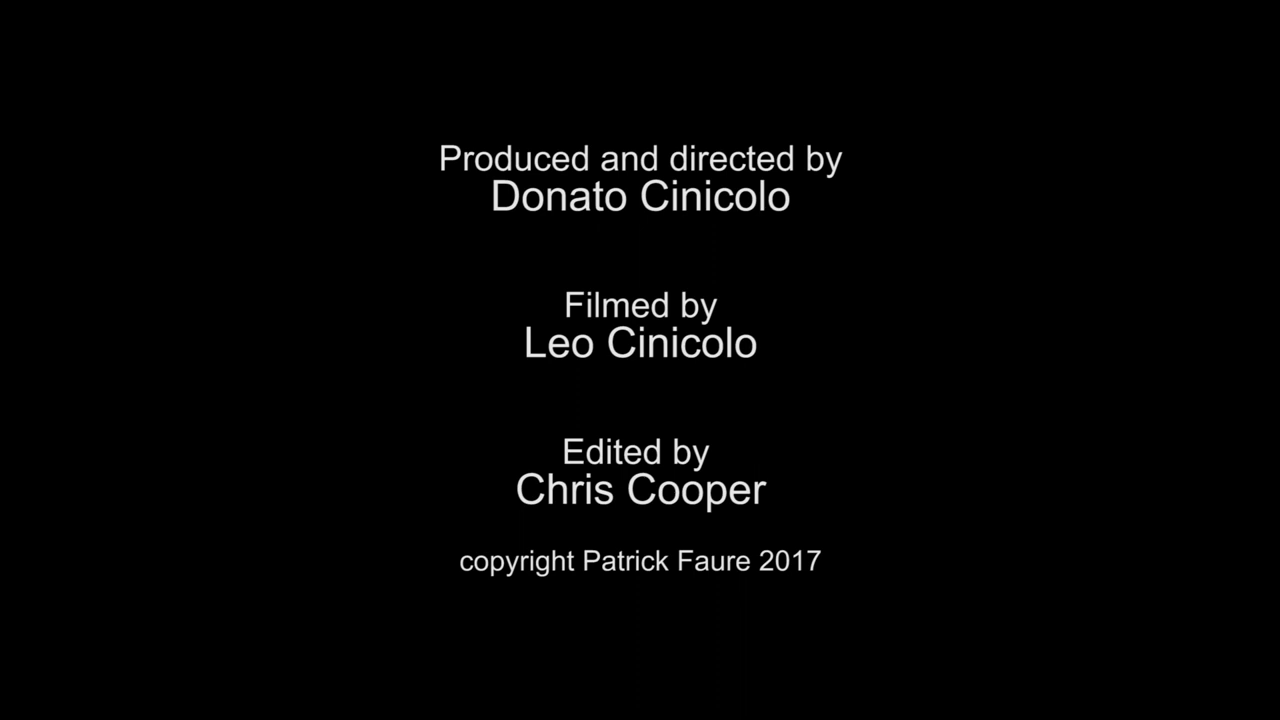 Produced and directed by
Donato Cinicolo
Filmed by
Leo Cinicolo
Edited by
Chris Cooper
copyright Patrick Faure 2017